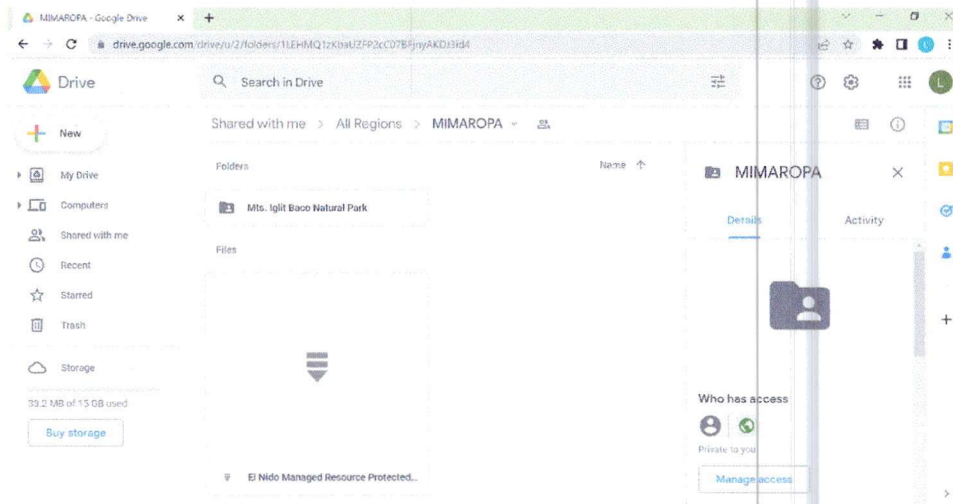 MIMAROPA - Google Drive
drive.google.com/drive/u/2/folders/
Drive
Search in Drive
L
New
Shared with me > All Regions > MIMAROPA
My Drive
Computers
Shared with me
Recent
Starred
Trash
Storage
39.2 MB of 15 GB used
Buy storage
Folders
Name ↑
Mts. Iglit Baco Natural Park
Files
El Nido Managed Resource Protected...
MIMAROPA
Details
Activity
Who has access
Private to you
Manage access